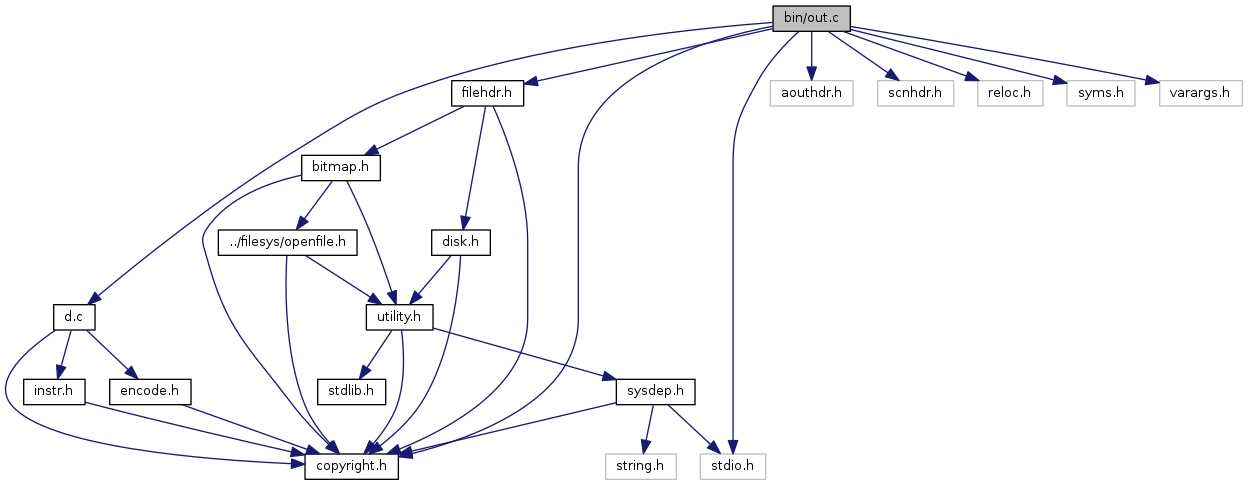 bin/out.c
filehdr.h
aouthdr.h
scnhdr.h
reloc.h
syms.h
varargs.h
bitmap.h
../filesys/openfile.h
disk.h
d.c
utility.h
instr.h
encode.h
stdlib.h
sysdep.h
copyright.h
string.h
stdio.h